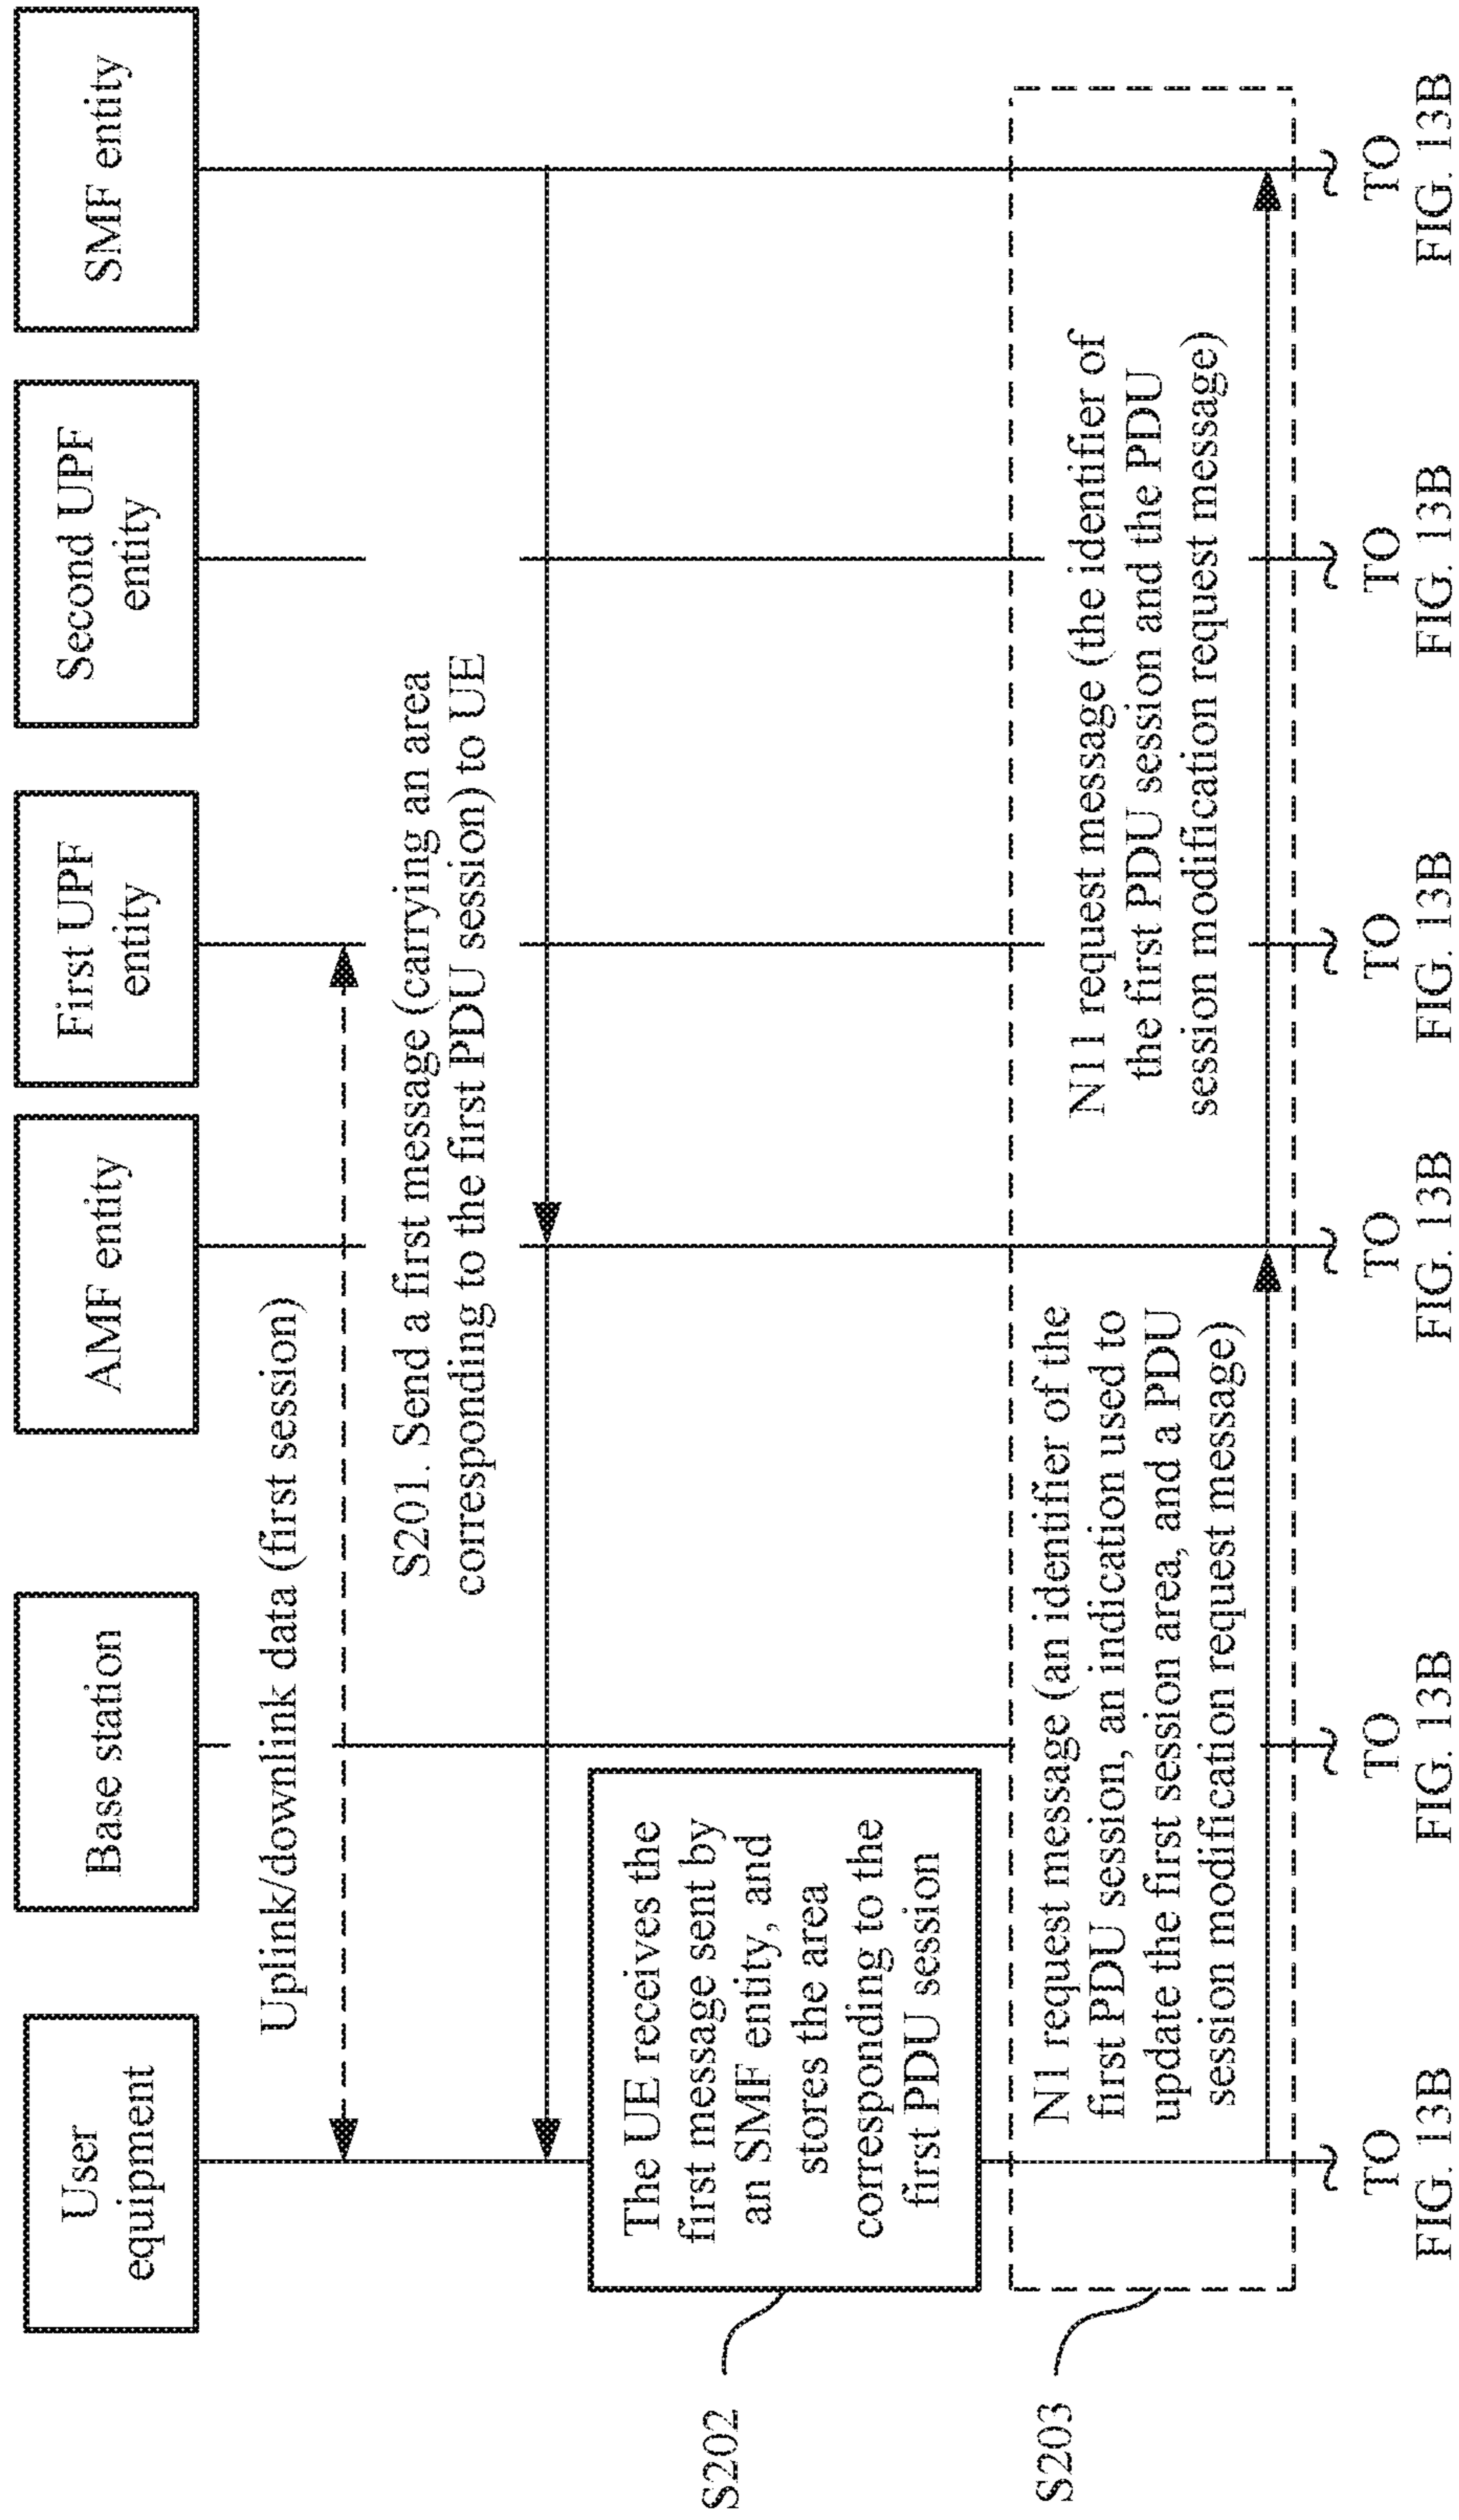 User
equipment
Base station
AMF entity
First UPF
entity
Second UPF
entity
SMF entity
Uplink/downlink data (first session)
S201. Send a first message (carrying an area
corresponding to the first PDU session) to UE
S202
The UE receives the
first message sent by
an SMF entity, and
stores the area
corresponding to the
first PDU session
S203
N1 request message (an identifier of the
first PDU session, an indication used to
update the first session area, and a PDU
session modification request message)
N11 request message (the identifier of
the first PDU session and the PDU
session modification request message)
TO
FIG. 13B
TO
FIG. 13B
TO
FIG. 13B
TO
FIG. 13B
TO
FIG. 13B
TO
FIG. 13B